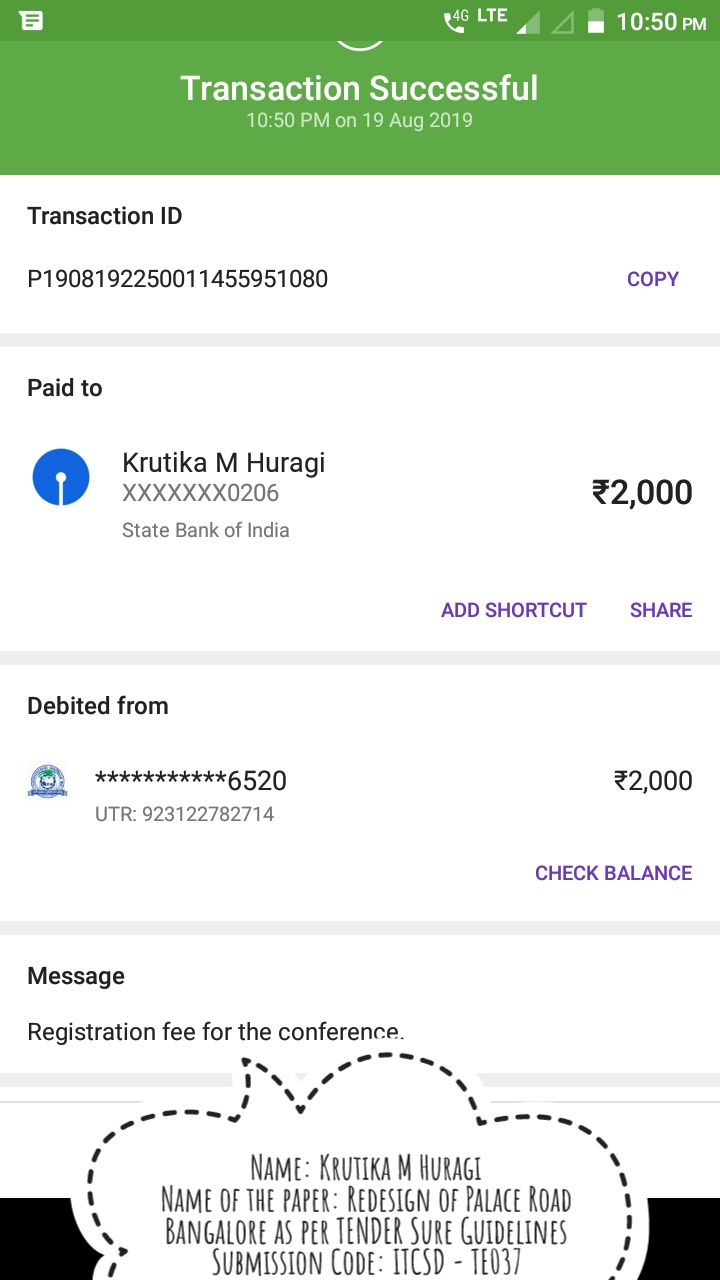 4G LTE 10:50 PM
Transaction Successful
10:50 PM on 19 Aug 2019
Transaction ID
P1908192250011455951080 COPY
Paid to
Krutika M Huragi
XXXXXXX0206 ₹2,000
State Bank of India
ADD SHORTCUT SHARE
Debited from
***********6520 ₹2,000
UTR: 923122782714
CHECK BALANCE
Message
Registration fee for the conference.
Name: Krutika M Huragi
Name of the paper: Redesign of Palace Road
Bangalore as per TENDER Sure Guidelines
Submission Code: ITCSD - TE037